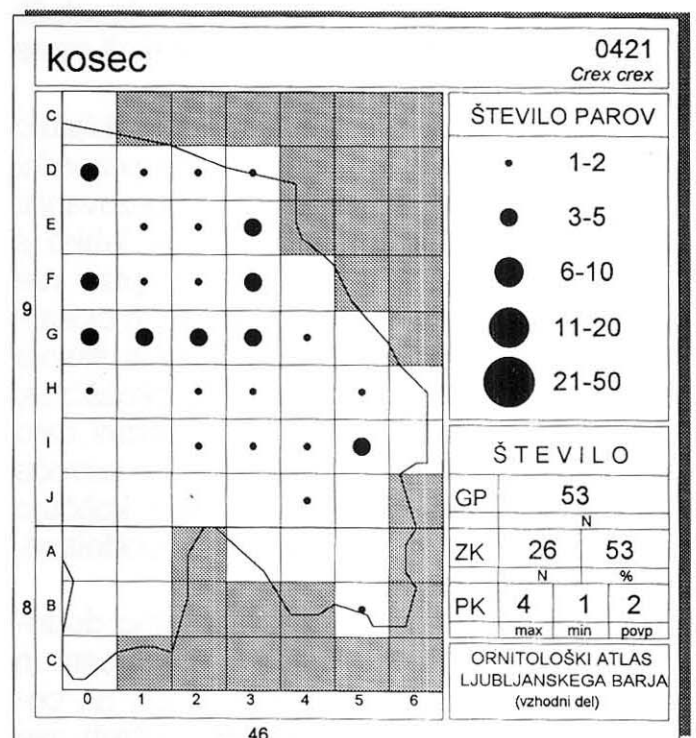 kosec
0421
Crex crex
ŠTEVILO PAROV
1-2
3-5
6-10
11-20
21-50
C
D
E
F
G
H
I
J
A
B
C
9
8
0 1 2 3 4 5 6
46
ŠTEVILO
GP 53
N
ZK 26 53
N %
PK 4 1 2
max min povp
ORNITOLOŠKI ATLAS
LJUBLJANSKEGA BARJA
(vzhodni del)